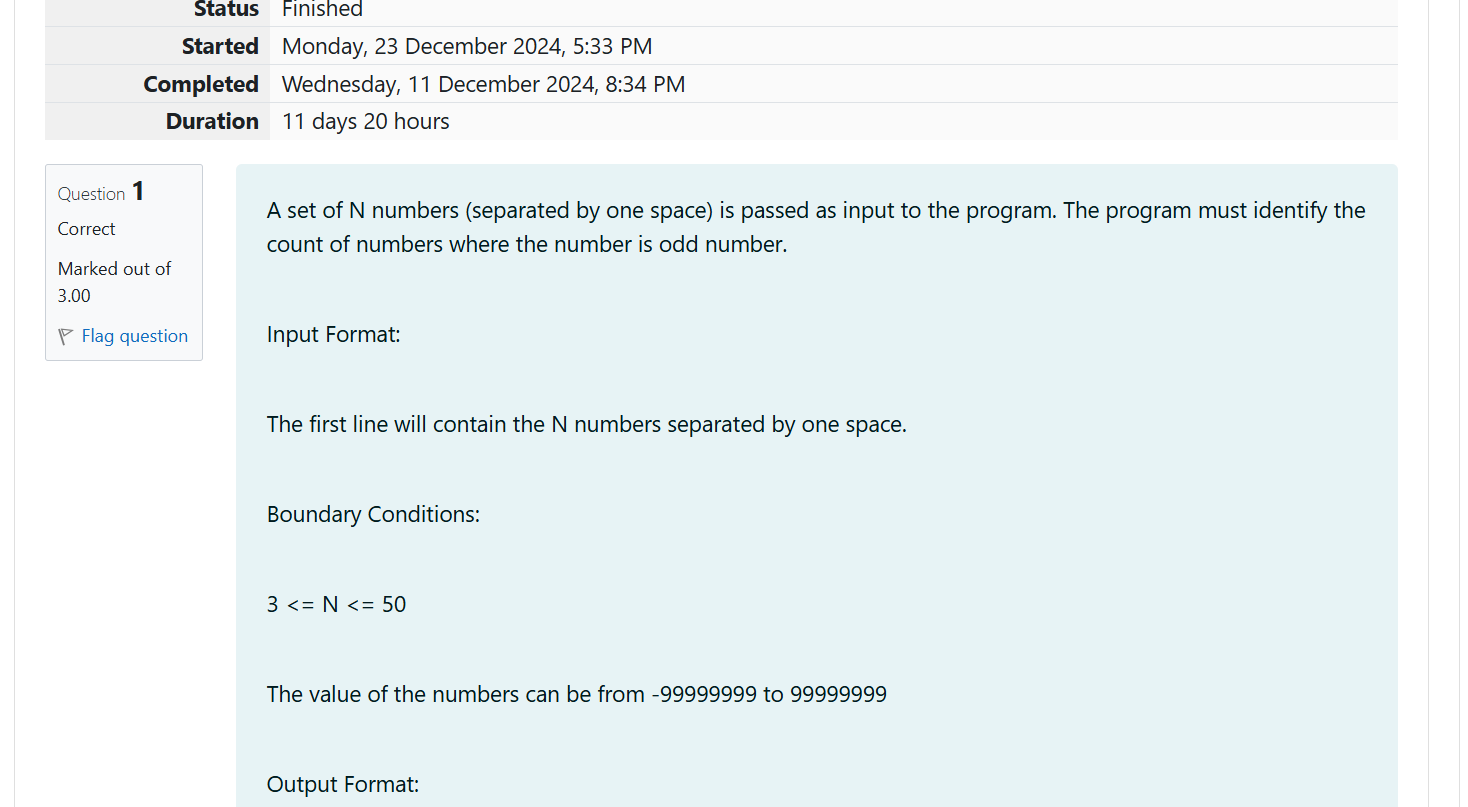 Status Finished
Started Monday, 23 December 2024, 5:33 PM
Completed Wednesday, 11 December 2024, 8:34 PM
Duration 11 days 20 hours
Question 1
Correct
Marked out of
3.00
Flag question
A set of N numbers (separated by one space) is passed as input to the program. The program must identify the
count of numbers where the number is odd number.
Input Format:
The first line will contain the N numbers separated by one space.
Boundary Conditions:
3 <= N <= 50
The value of the numbers can be from -99999999 to 99999999
Output Format: